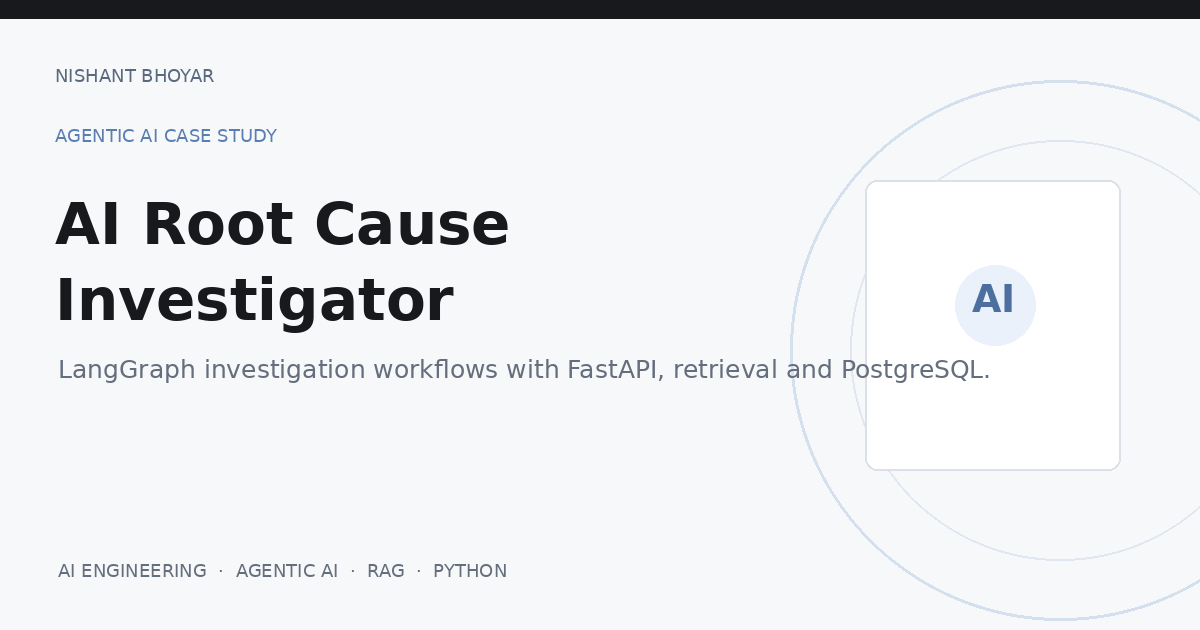 NISHANT BHOYAR
AGENTIC AI CASE STUDY
AI Root Cause
Investigator
LangGraph investigation workflows with FastAPI, retrieval and PostgreSQL.
AI
AI ENGINEERING · AGENTIC AI · RAG · PYTHON